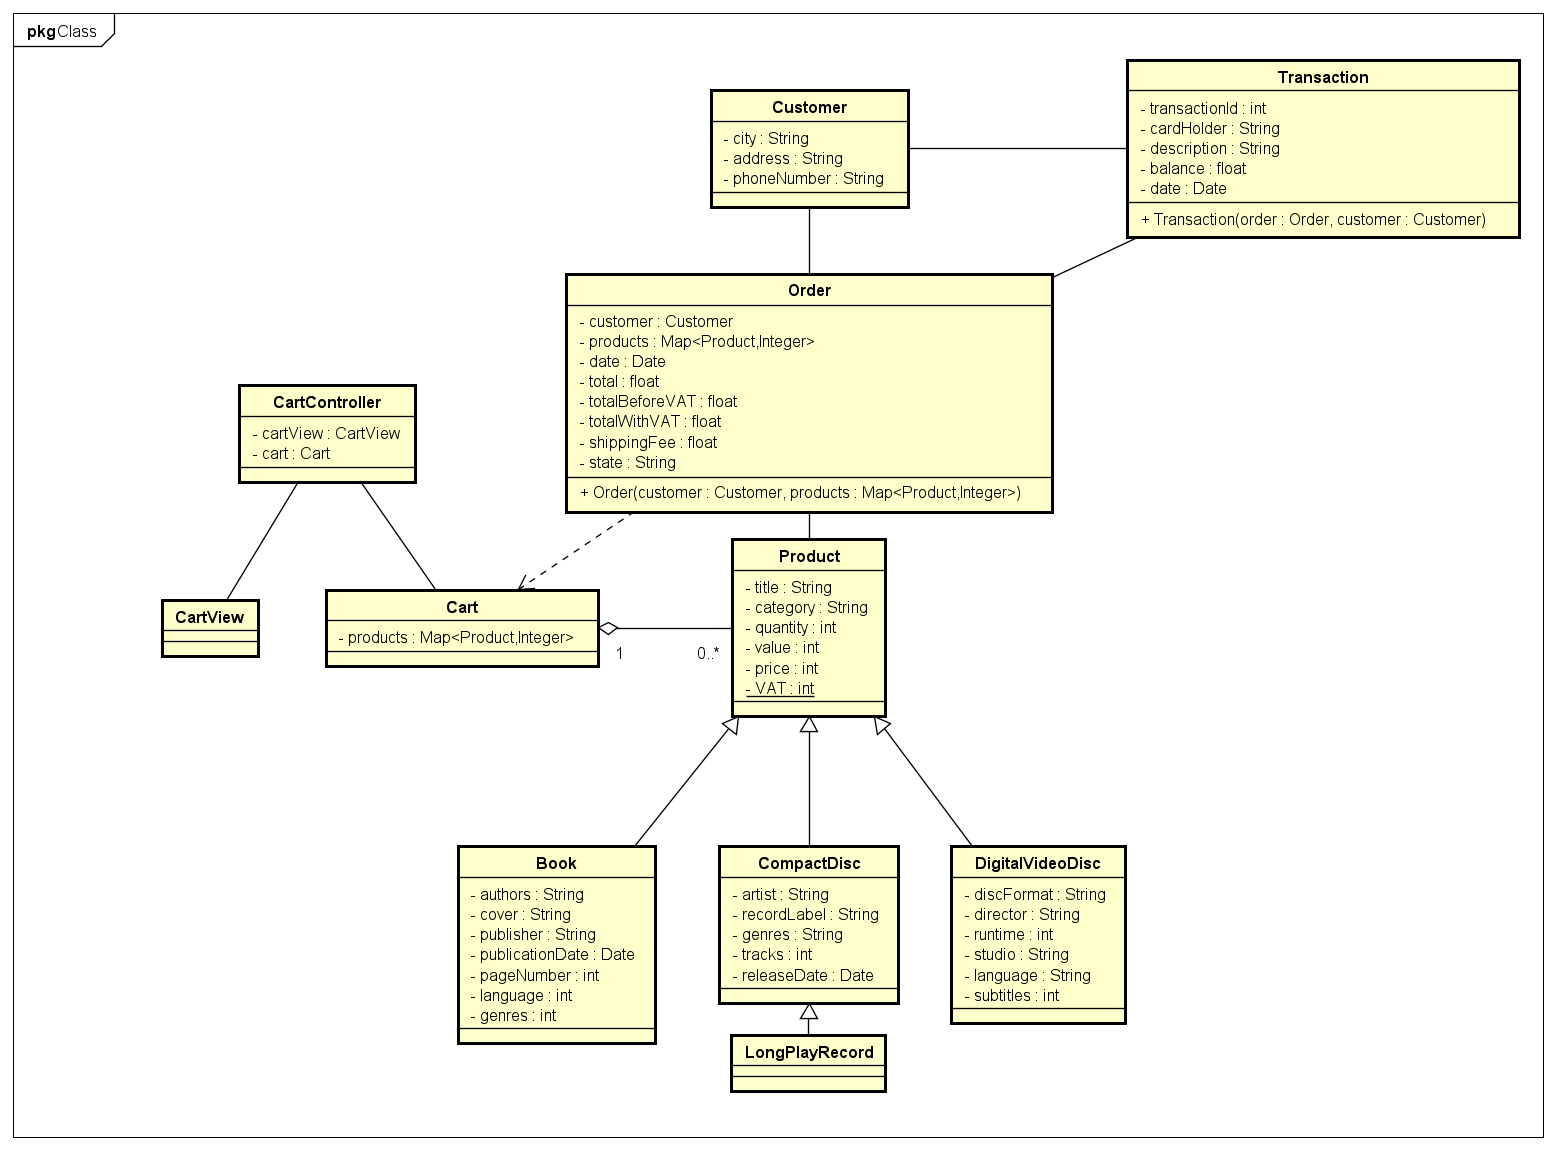 pkgClass
Transaction
- transactionId : int
- cardHolder : String
- description : String
- balance : float
- date : Date
+ Transaction(order : Order, customer : Customer)
Customer
- city : String
- address : String
- phoneNumber : String
Order
- customer : Customer
- products : Map<Product,Integer>
- date : Date
- total : float
- totalBeforeVAT : float
- totalWithVAT : float
- shippingFee : float
- state : String
+ Order(customer : Customer, products : Map<Product,Integer>)
CartController
- cartView : CartView
- cart : Cart
CartView
Cart
- products : Map<Product,Integer>
1
0..*
Product
- title : String
- category : String
- quantity : int
- value : int
- price : int
- VAT : int
Book
- authors : String
- cover : String
- publisher : String
- publicationDate : Date
- pageNumber : int
- language : int
- genres : int
CompactDisc
- artist : String
- recordLabel : String
- genres : String
- tracks : int
- releaseDate : Date
DigitalVideoDisc
- discFormat : String
- director : String
- runtime : int
- studio : String
- language : String
- subtitles : int
LongPlayRecord